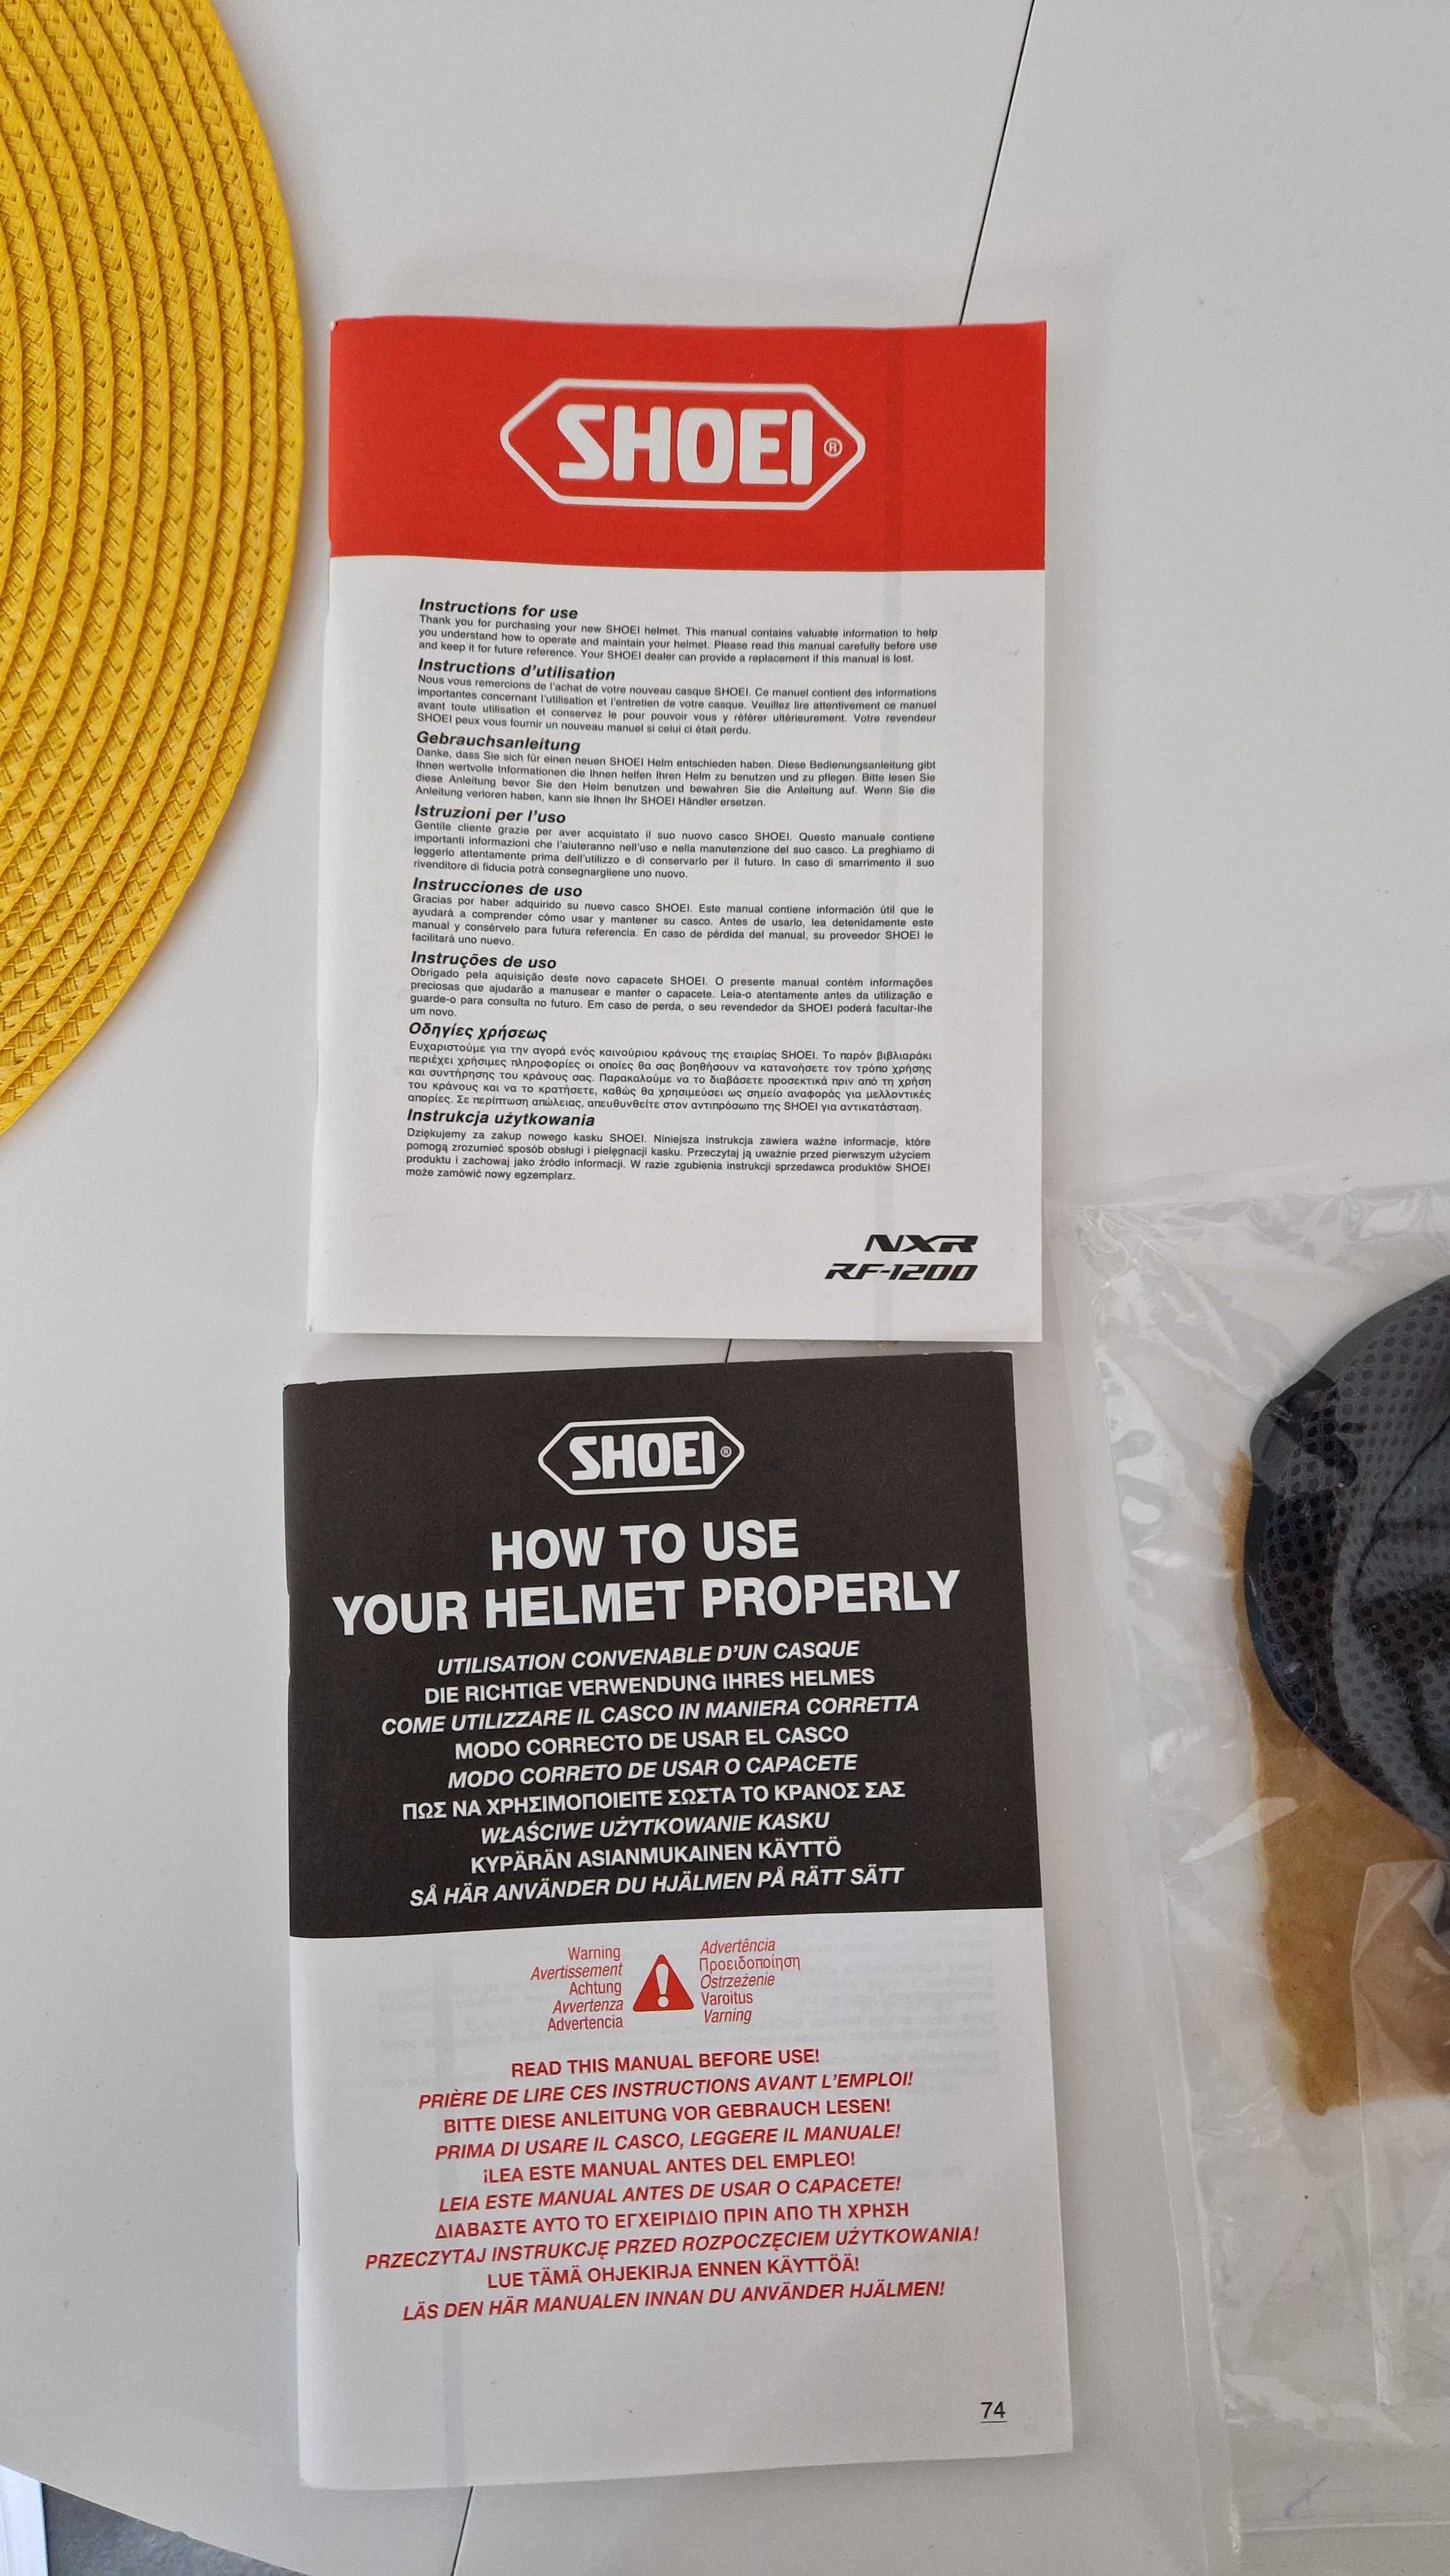 SHOEI®
Instructions for use
Thank you for purchasing your new SHOEI helmet. This manual contains valuable information to help
you understand how to operate and maintain your helmet. Please read this manual carefully before use
and keep it for future reference. Your SHOEI dealer can provide a replacement if this manual is lost.
Instructions d'utilisation
Nous vous remercions de l'achat de votre nouveau casque SHOEI. Ce manuel contient des informations
importantes concernant l'utilisation et l'entretien de votre casque. Veuillez lire attentivement ce manuel
avant toute utilisation et conservez le pour pouvoir vous y référer ultérieurement. Votre revendeur
SHOEI peux vous fournir un nouveau manuel si celui ci était perdu.
Gebrauchsanleitung
Danke, dass Sie sich für einen neuen SHOEI Helm entschieden haben. Diese Bedienungsanleitung gibt
Ihnen wertvolle Informationen die Ihnen helfen Ihren Helm zu benutzen und zu pflegen. Bitte lesen Sie
diese Anleitung bevor Sie den Helm benutzen und bewahren Sie die Anleitung auf. Wenn Sie die
Anleitung verloren haben, kann sie Ihnen Ihr SHOEI Händler ersetzen.
Istruzioni per l'uso
Gentile cliente grazie per aver acquistato il suo nuovo casco SHOEI. Questo manuale contiene
importanti informazioni che l'aiuteranno nell'uso e nella manutenzione del suo casco. La preghiamo di
leggerlo attentamente prima dell'utilizzo e di conservarlo per il futuro. In caso di smarrimento il suo
rivenditore di fiducia potrà consegnargliene uno nuovo.
Instrucciones de uso
Gracias por haber adquirido su nuevo casco SHOEI. Este manual contiene información útil que le
ayudará a comprender cómo usar y mantener su casco. Antes de usarlo, lea detenidamente este
manual y consérvelo para futura referencia. En caso de pérdida del manual, su proveedor SHOEI le
facilitará uno nuevo.
Instruções de uso
Obrigado pela aquisição deste novo capacete SHOEI. O presente manual contém informações
preciosas que ajudarão a manusear e manter o capacete. Leia-o atentamente antes da utilização e
guarde-o para consulta no futuro. Em caso de perda, o seu revendedor da SHOEI poderá facultar-lhe
um novo.
Οδηγίες χρήσεως
Ευχαριστούμε για την αγορά ενός καινούριου κράνους της εταιρίας SHOEI. Το παρόν βιβλιαράκι
περιέχει χρήσιμες πληροφορίες οι οποίες θα σας βοηθήσουν να κατανοήσετε τον τρόπο χρήσης
και συντήρησης του κράνους σας. Παρακαλούμε να το διαβάσετε προσεκτικά πριν από τη χρήση
του κράνους και να το κρατήσετε, καθώς θα χρησιμεύσει ως σημείο αναφοράς για μελλοντικές
απορίες. Σε περίπτωση απώλειας, απευθυνθείτε στον αντιπρόσωπο της SHOEI για αντικατάσταση.
Instrukcja użytkowania
Dziękujemy za zakup nowego kasku SHOEI. Niniejsza instrukcja zawiera ważne informacje, które
pomogą zrozumieć sposób obsługi i pielęgnacji kasku. Przeczytaj ją uważnie przed pierwszym użyciem
produktu i zachowaj jako źródło informacji. W razie zgubienia instrukcji sprzedawca produktów SHOEI
może zamówić nowy egzemplarz.
NXR
RF-1200
SHOEI®
HOW TO USE
YOUR HELMET PROPERLY
UTILISATION CONVENABLE D'UN CASQUE
DIE RICHTIGE VERWENDUNG IHRES HELMES
COME UTILIZZARE IL CASCO IN MANIERA CORRETTA
MODO CORRECTO DE USAR EL CASCO
MODO CORRETO DE USAR O CAPACETE
ΠΩΣ ΝΑ ΧΡΗΣΙΜΟΠΟΙΕΙΤΕ ΣΩΣΤΑ ΤΟ ΚΡΑΝΟΣ ΣΑΣ
WŁAŚCIWE UŻYTKOWANIE KASKU
KYPÄRÄN ASIANMUKAINEN KÄYTTÖ
SÅ HÄR ANVÄNDER DU HJÄLMEN PÅ RÄTT SÄTT
Warning
Avertissement
Achtung
Avvertenza
Advertencia
Advertência
Προειδοποίηση
Ostrzeżenie
Varoitus
Varning
READ THIS MANUAL BEFORE USE!
PRIÈRE DE LIRE CES INSTRUCTIONS AVANT L'EMPLOI!
BITTE DIESE ANLEITUNG VOR GEBRAUCH LESEN!
PRIMA DI USARE IL CASCO, LEGGERE IL MANUALE!
¡LEA ESTE MANUAL ANTES DEL EMPLEO!
LEIA ESTE MANUAL ANTES DE USAR O CAPACETE!
ΔΙΑΒΑΣΤΕ ΑΥΤΟ ΤΟ ΕΓΧΕΙΡΙΔΙΟ ΠΡΙΝ ΑΠΟ ΤΗ ΧΡΗΣΗ
PRZECZYTAJ INSTRUKCJĘ PRZED ROZPOCZĘCIEM UŻYTKOWANIA!
LUE TÄMÄ OHJEKIRJA ENNEN KÄYTTÖÄ!
LÄS DEN HÄR MANUALEN INNAN DU ANVÄNDER HJÄLMEN!
74